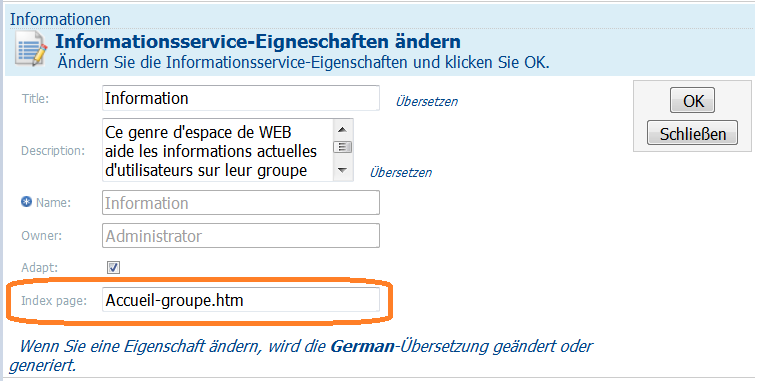 Informationen
Informationsservice-Eigneschaften ändern
Ändern Sie die Informationsservice-Eigenschaften und klicken Sie OK.
Title: Information Übersetzen
OK
Schließen
Description: Ce genre d'espace de WEB
aide les informations actuelles
d'utilisateurs sur leur groupe
Übersetzen
Name: Information
Owner: Administrator
Adapt:
Index page: Accueil-groupe.htm
Wenn Sie eine Eigenschaft ändern, wird die German-Übersetzung geändert oder
generiert.